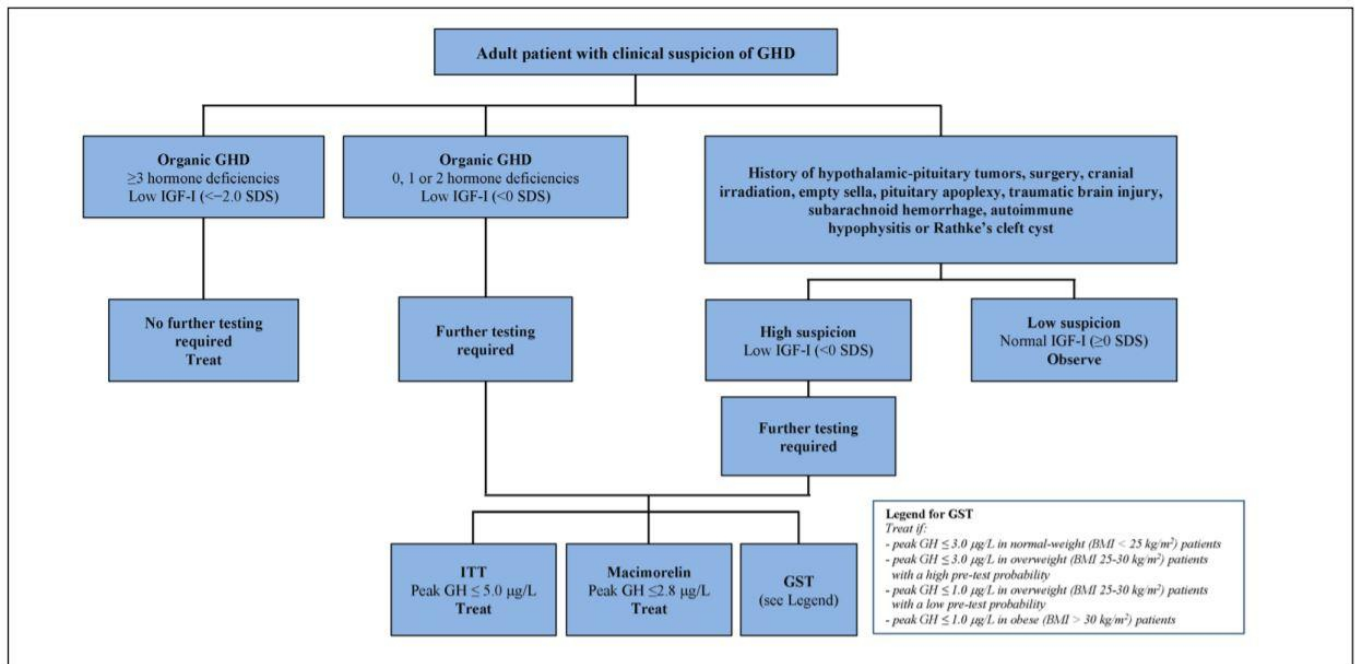 Adult patient with clinical suspicion of GHD
Organic GHD
≥3 hormone deficiencies
Low IGF-I (<−2.0 SDS)
Organic GHD
0, 1 or 2 hormone deficiencies
Low IGF-I (<0 SDS)
History of hypothalamic-pituitary tumors, surgery, cranial
irradiation, empty sella, pituitary apoplexy, traumatic brain injury,
subarachnoid hemorrhage, autoimmune
hypophysitis or Rathke's cleft cyst
No further testing
required
Treat
Further testing
required
High suspicion
Low IGF-I (<0 SDS)
Low suspicion
Normal IGF-I (≥0 SDS)
Observe
Further testing
required
ITT
Peak GH ≤ 5.0 μg/L
Treat
Macimorelin
Peak GH ≤2.8 μg/L
Treat
GST
(see Legend)
Legend for GST
Treat if:
- peak GH ≤ 3.0 μg/L in normal-weight (BMI < 25 kg/m²) patients
- peak GH ≤ 3.0 μg/L in overweight (BMI 25-30 kg/m²) patients
with a high pre-test probability
- peak GH ≤ 1.0 μg/L in overweight (BMI 25-30 kg/m²) patients
with a low pre-test probability
- peak GH ≤ 1.0 μg/L in obese (BMI > 30 kg/m²) patients